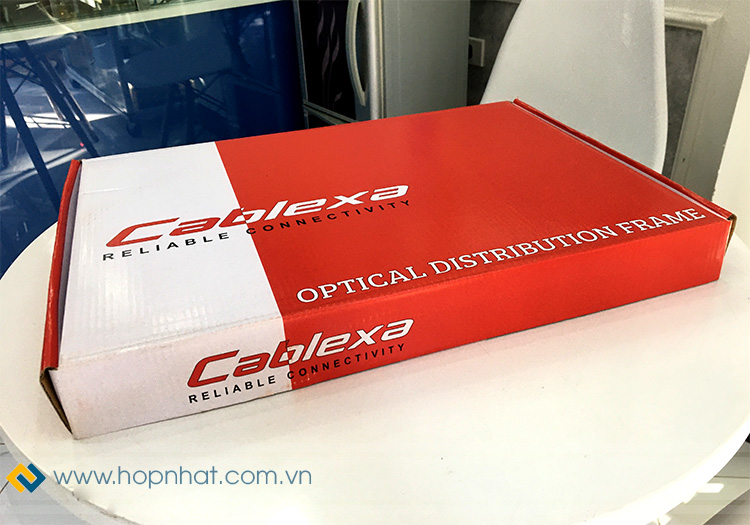 Cablexa
RELIABLE CONNECTIVITY
OPTICAL DISTRIBUTION FRAME
Cablexa
RELIABLE CONNECTIVITY
www.hopnhat.com.vn